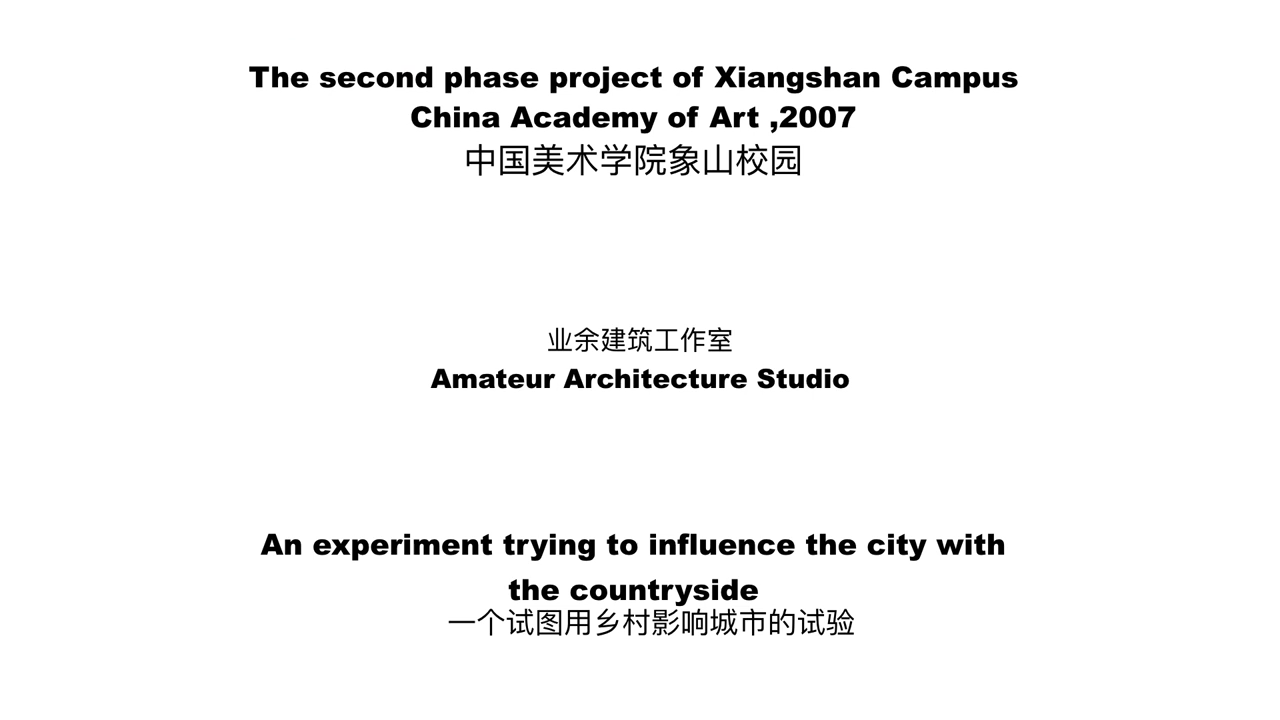 The second phase project of Xiangshan Campus
China Academy of Art ,2007
中国美术学院象山校园
业余建筑工作室
Amateur Architecture Studio
An experiment trying to influence the city with
the countryside
一个试图用乡村影响城市的试验